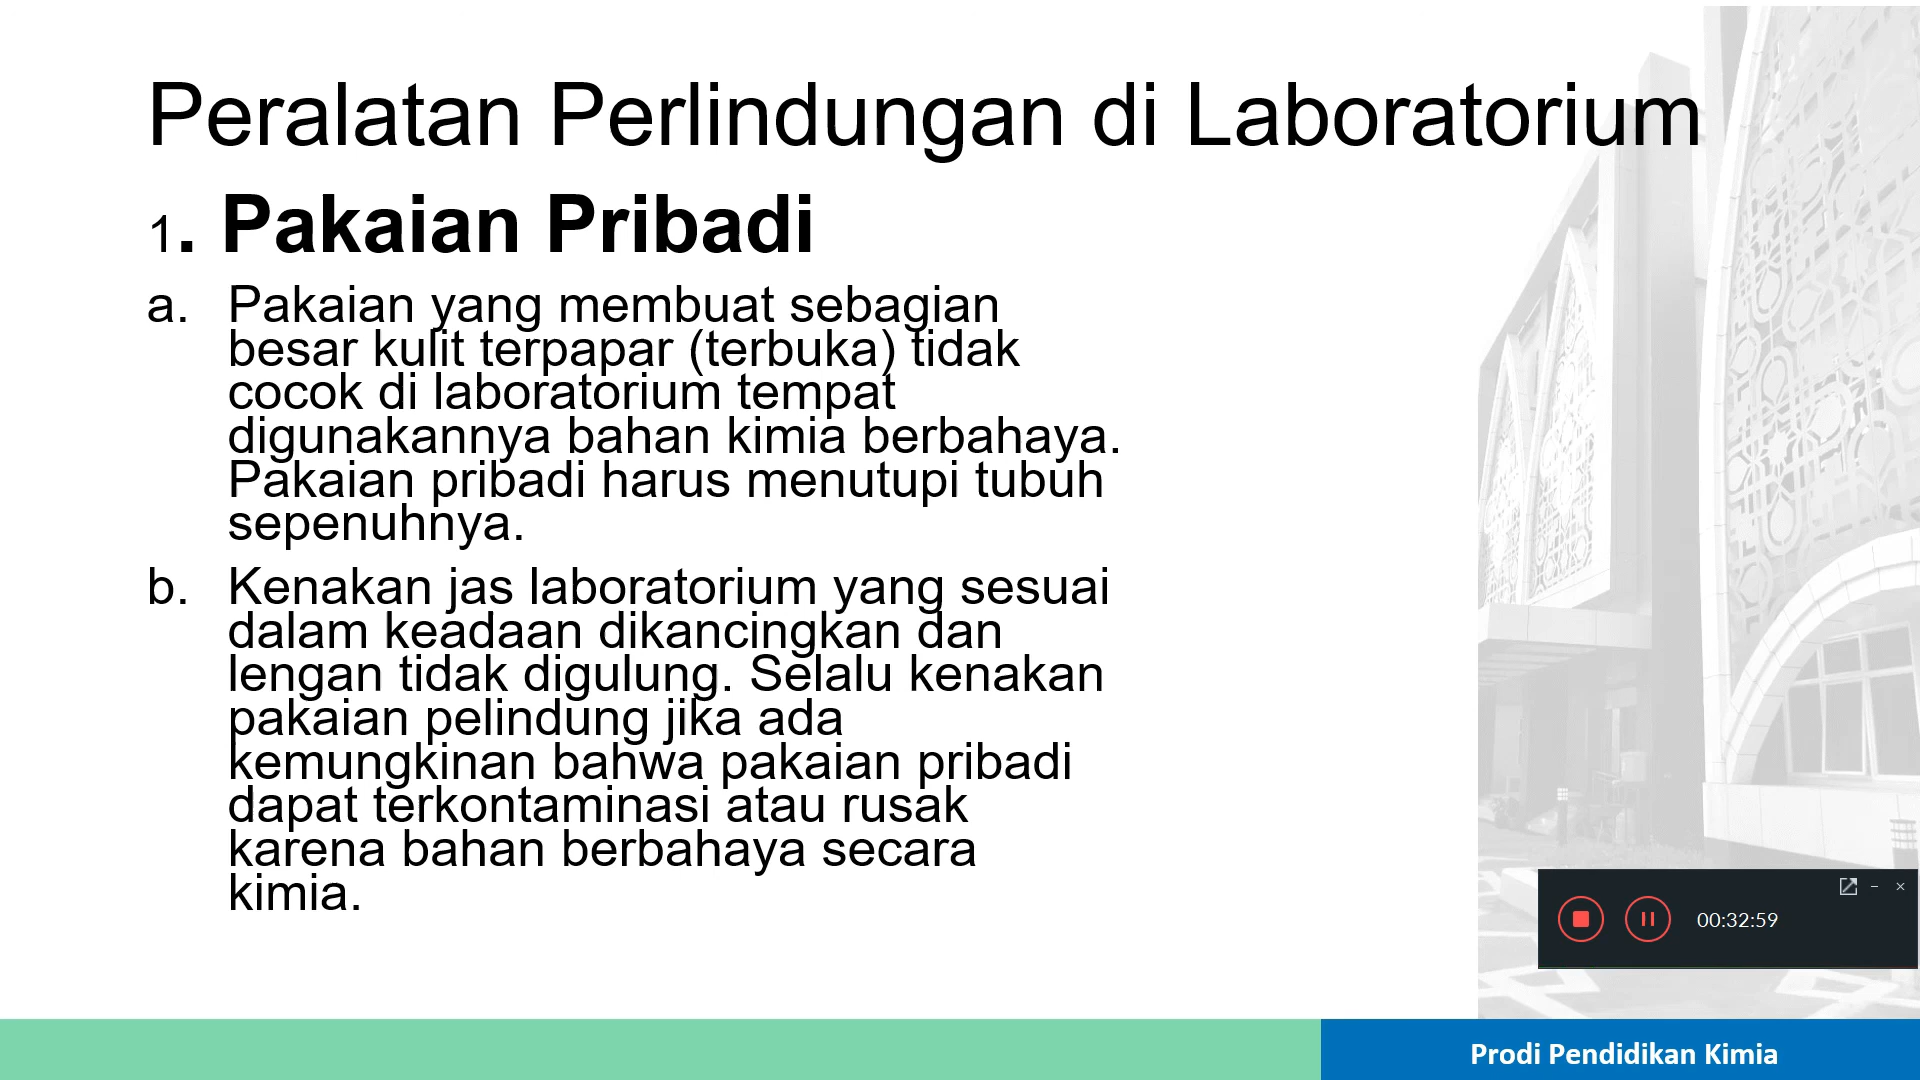 Peralatan Perlindungan di Laboratorium
1. Pakaian Pribadi
a. Pakaian yang membuat sebagian
besar kulit terpapar (terbuka) tidak
cocok di laboratorium tempat
digunakannya bahan kimia berbahaya.
Pakaian pribadi harus menutupi tubuh
sepenuhnya.
b. Kenakan jas laboratorium yang sesuai
dalam keadaan dikancingkan dan
lengan tidak digulung. Selalu kenakan
pakaian pelindung jika ada
kemungkinan bahwa pakaian pribadi
dapat terkontaminasi atau rusak
karena bahan berbahaya secara
kimia.
00:32:59
Prodi Pendidikan Kimia